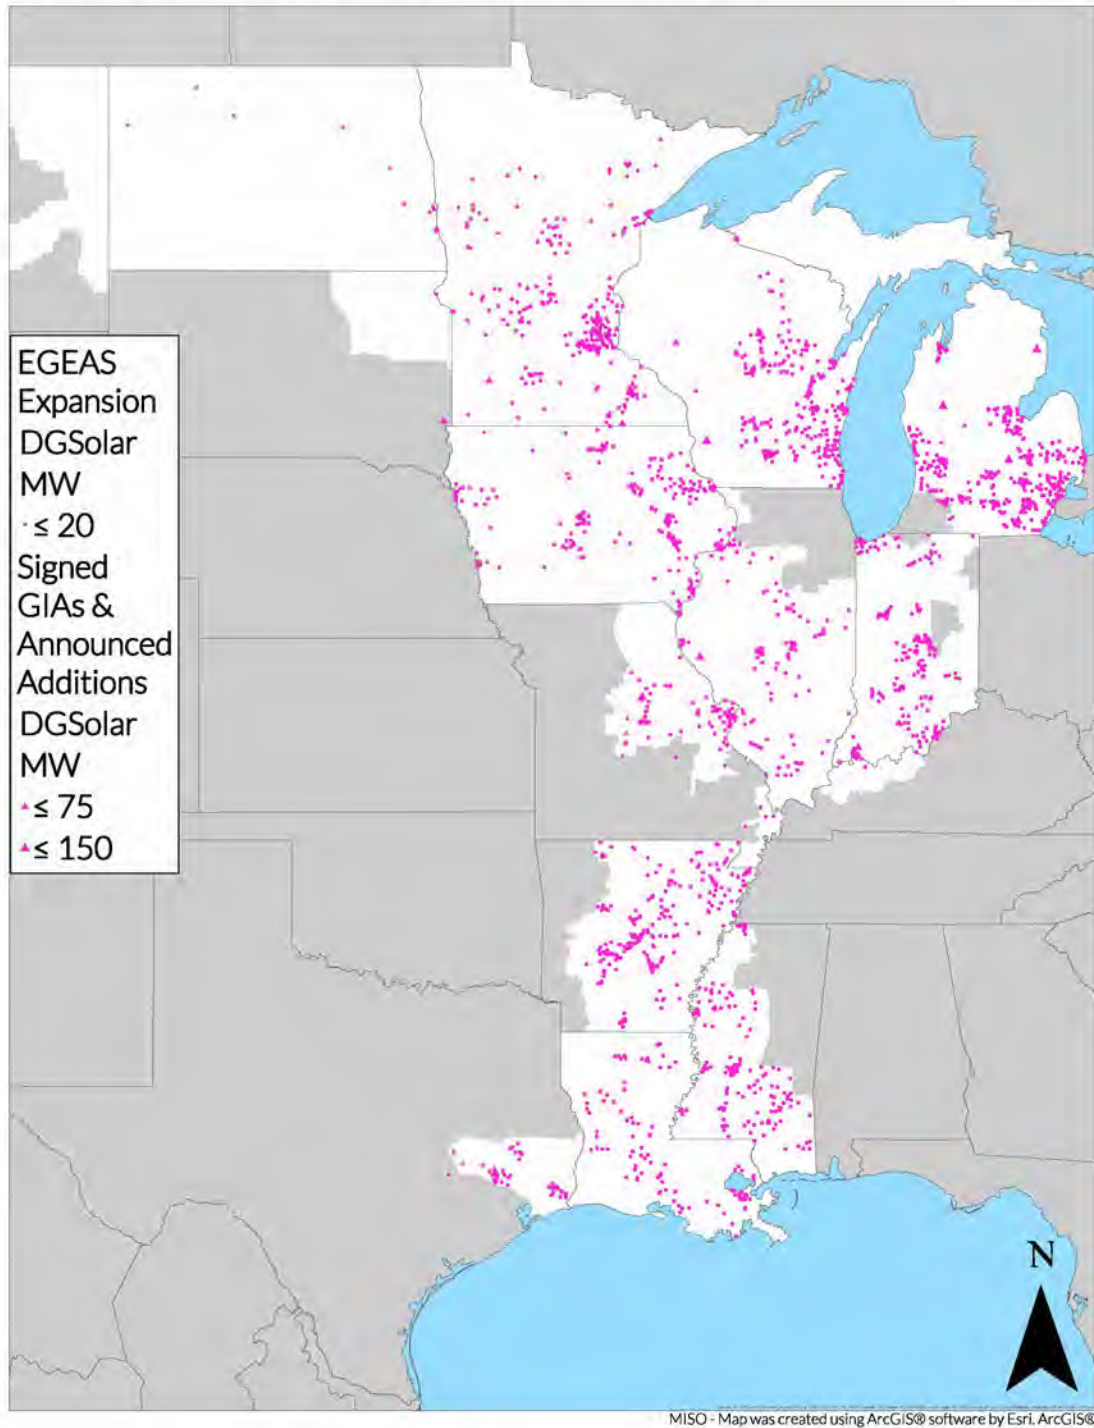 EGEAS
Expansion
DGSolar
MW
· ≤ 20
Signed
GIAs &
Announced
Additions
DGSolar
MW
▲ ≤ 75
▲ ≤ 150
N
MISO - Map was created using ArcGIS® software by Esri. ArcGIS®